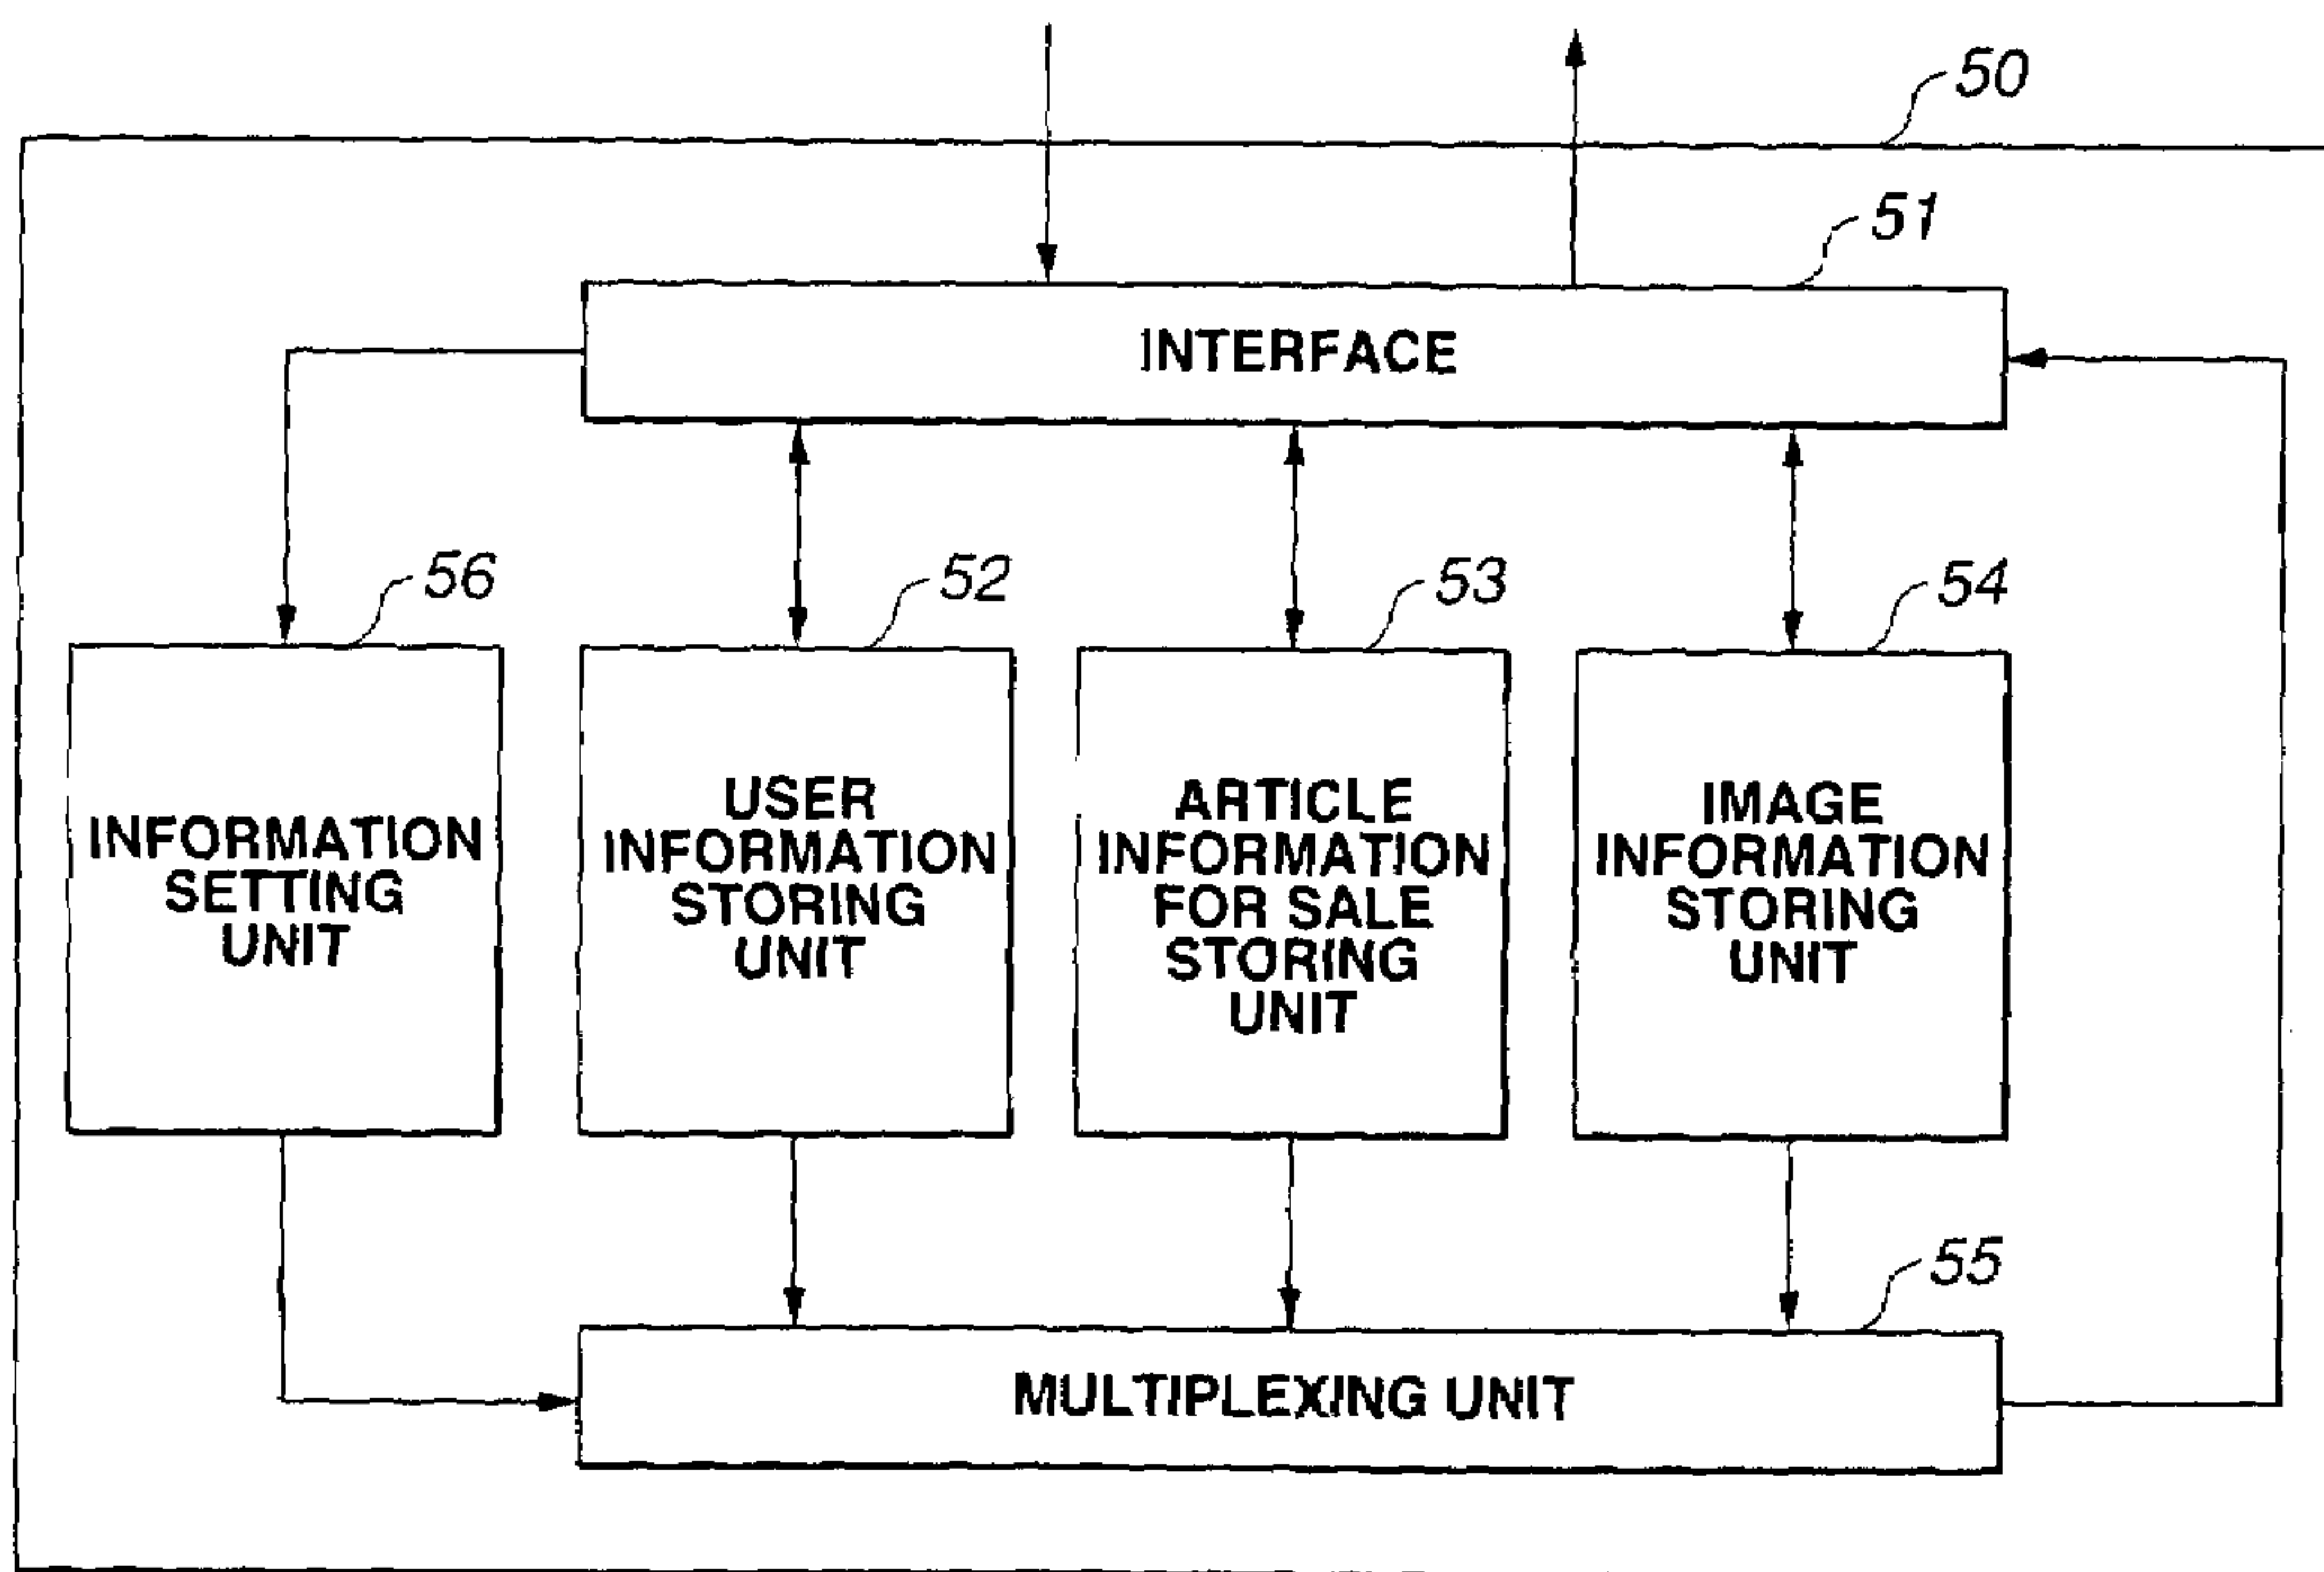 50
51
INTERFACE
56
52
53
54
INFORMATION
SETTING
UNIT
USER
INFORMATION
STORING
UNIT
ARTICLE
INFORMATION
FOR SALE
STORING
UNIT
IMAGE
INFORMATION
STORING
UNIT
55
MULTIPLEXING UNIT